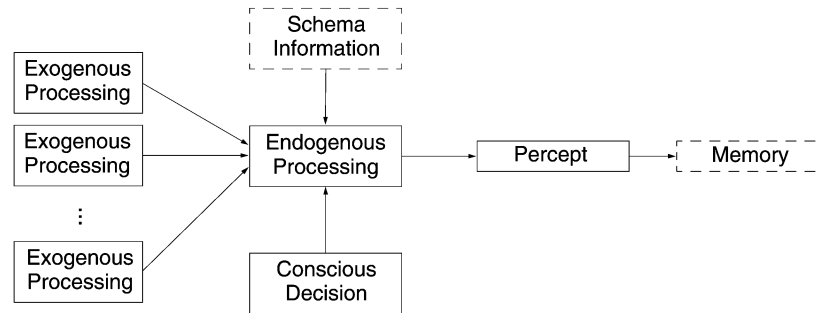 Schema
Information
Exogenous
Processing
Exogenous
Processing
Endogenous
Processing
Percept
Memory
...
Exogenous
Processing
Conscious
Decision